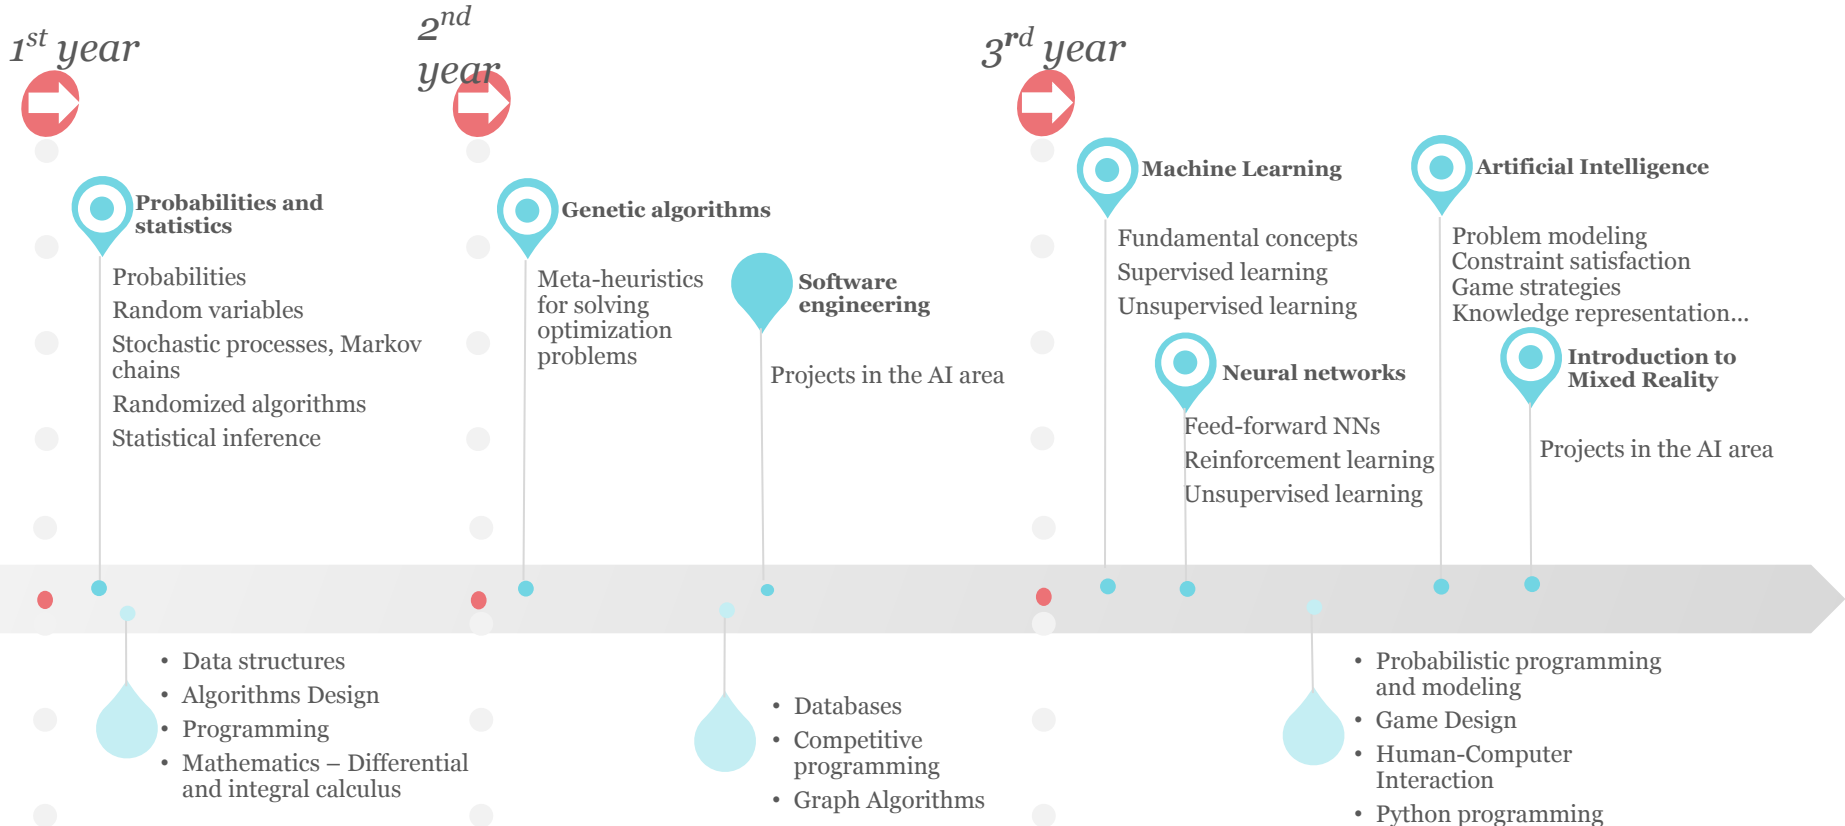 1st year
2nd
year
3rd year
Probabilities and
statistics
Probabilities
Random variables
Stochastic processes, Markov
chains
Randomized algorithms
Statistical inference
Genetic algorithms
Meta-heuristics
for solving
optimization
problems
Software
engineering
Projects in the AI area
Machine Learning
Fundamental concepts
Supervised learning
Unsupervised learning
Neural networks
Feed-forward NNs
Reinforcement learning
Unsupervised learning
Artificial Intelligence
Problem modeling
Constraint satisfaction
Game strategies
Knowledge representation...
Introduction to
Mixed Reality
Projects in the AI area
• Data structures
• Algorithms Design
• Programming
• Mathematics – Differential
and integral calculus
• Databases
• Competitive
programming
• Graph Algorithms
• Probabilistic programming
and modeling
• Game Design
• Human-Computer
Interaction
• Python programming